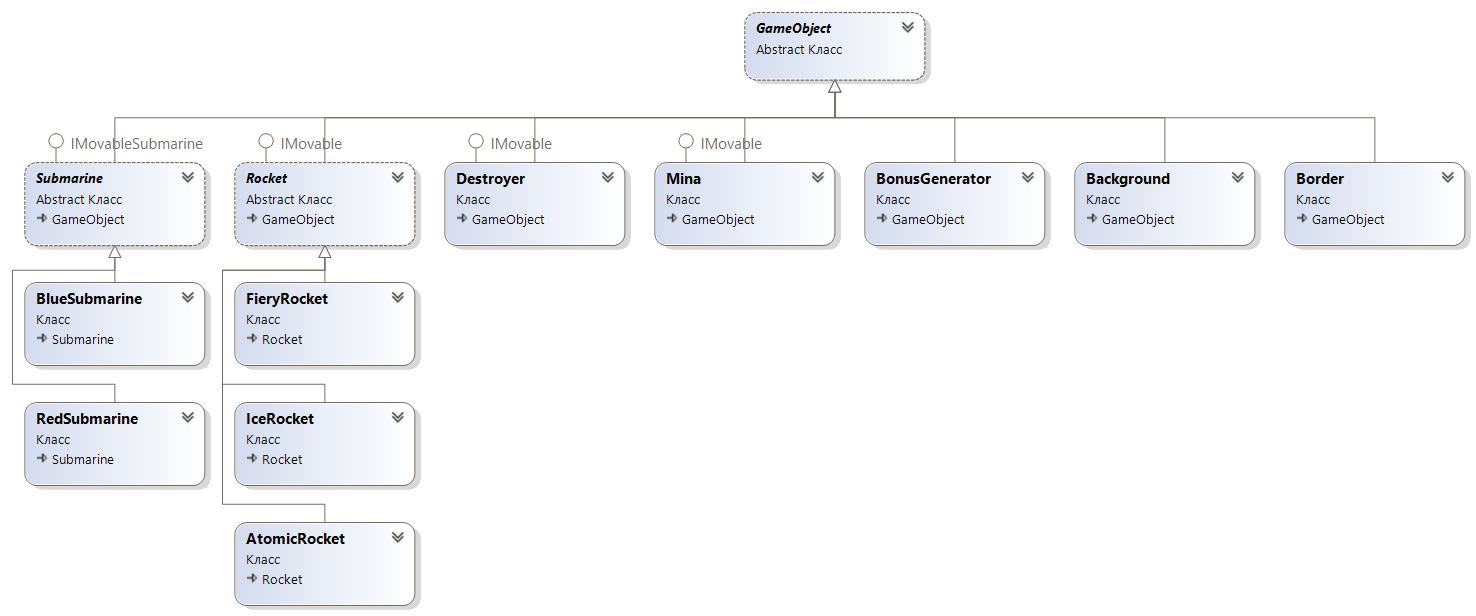 GameObject
Abstract Класс
IMovableSubmarine
IMovable
IMovable
IMovable
Submarine
Abstract Класс
GameObject
Rocket
Abstract Класс
GameObject
Destroyer
Класс
GameObject
Mina
Класс
GameObject
BonusGenerator
Класс
GameObject
Background
Класс
GameObject
Border
Класс
GameObject
BlueSubmarine
Класс
Submarine
FieryRocket
Класс
Rocket
RedSubmarine
Класс
Submarine
IceRocket
Класс
Rocket
AtomicRocket
Класс
Rocket